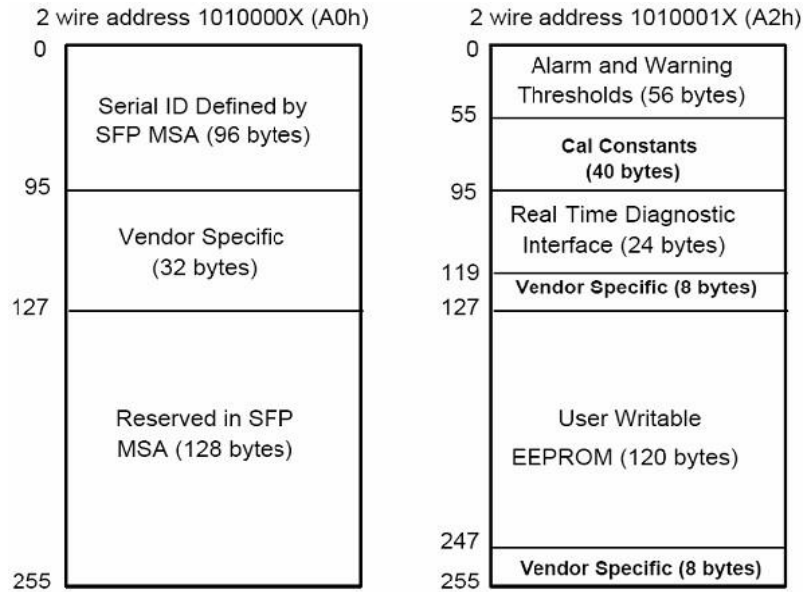 2 wire address 1010000X (A0h)
0
Serial ID Defined by
SFP MSA (96 bytes)
95
Vendor Specific
(32 bytes)
127
Reserved in SFP
MSA (128 bytes)
255
2 wire address 1010001X (A2h)
0
Alarm and Warning
Thresholds (56 bytes)
55
Cal Constants
(40 bytes)
95
Real Time Diagnostic
Interface (24 bytes)
119
Vendor Specific (8 bytes)
127
User Writable
EEPROM (120 bytes)
247
Vendor Specific (8 bytes)
255